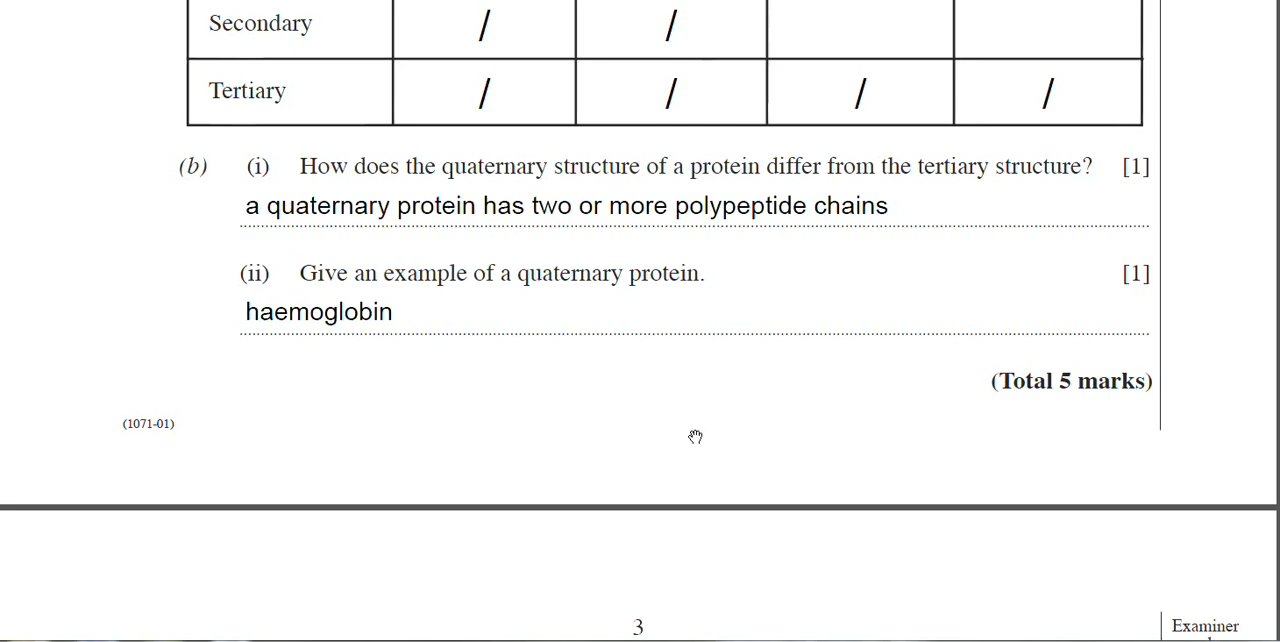 Secondary / /
Tertiary / / / /
(b) (i) How does the quaternary structure of a protein differ from the tertiary structure? [1]
a quaternary protein has two or more polypeptide chains
(ii) Give an example of a quaternary protein. [1]
haemoglobin
(Total 5 marks)
(1071-01)
3
Examiner